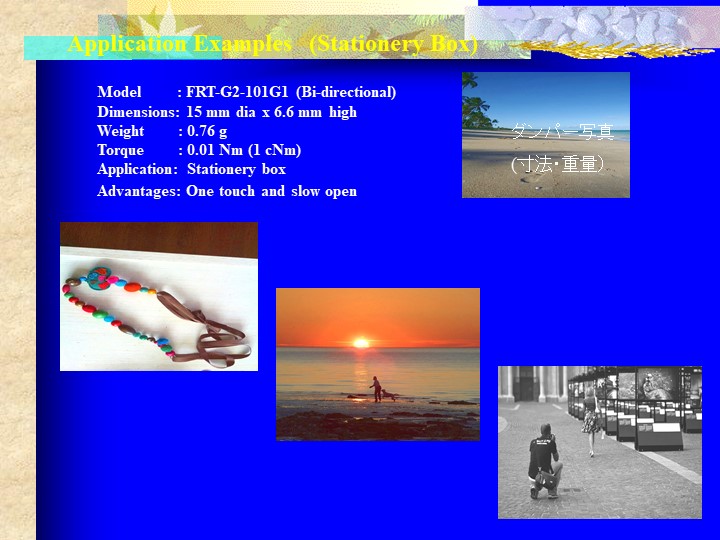 Application Examples (Stationery Box)
Model : FRT-G2-101G1 (Bi-directional)
Dimensions: 15 mm dia x 6.6 mm high
Weight : 0.76 g
Torque : 0.01 Nm (1 cNm)
Application: Stationery box
Advantages: One touch and slow open
ダンパー写真
(寸法・重量）